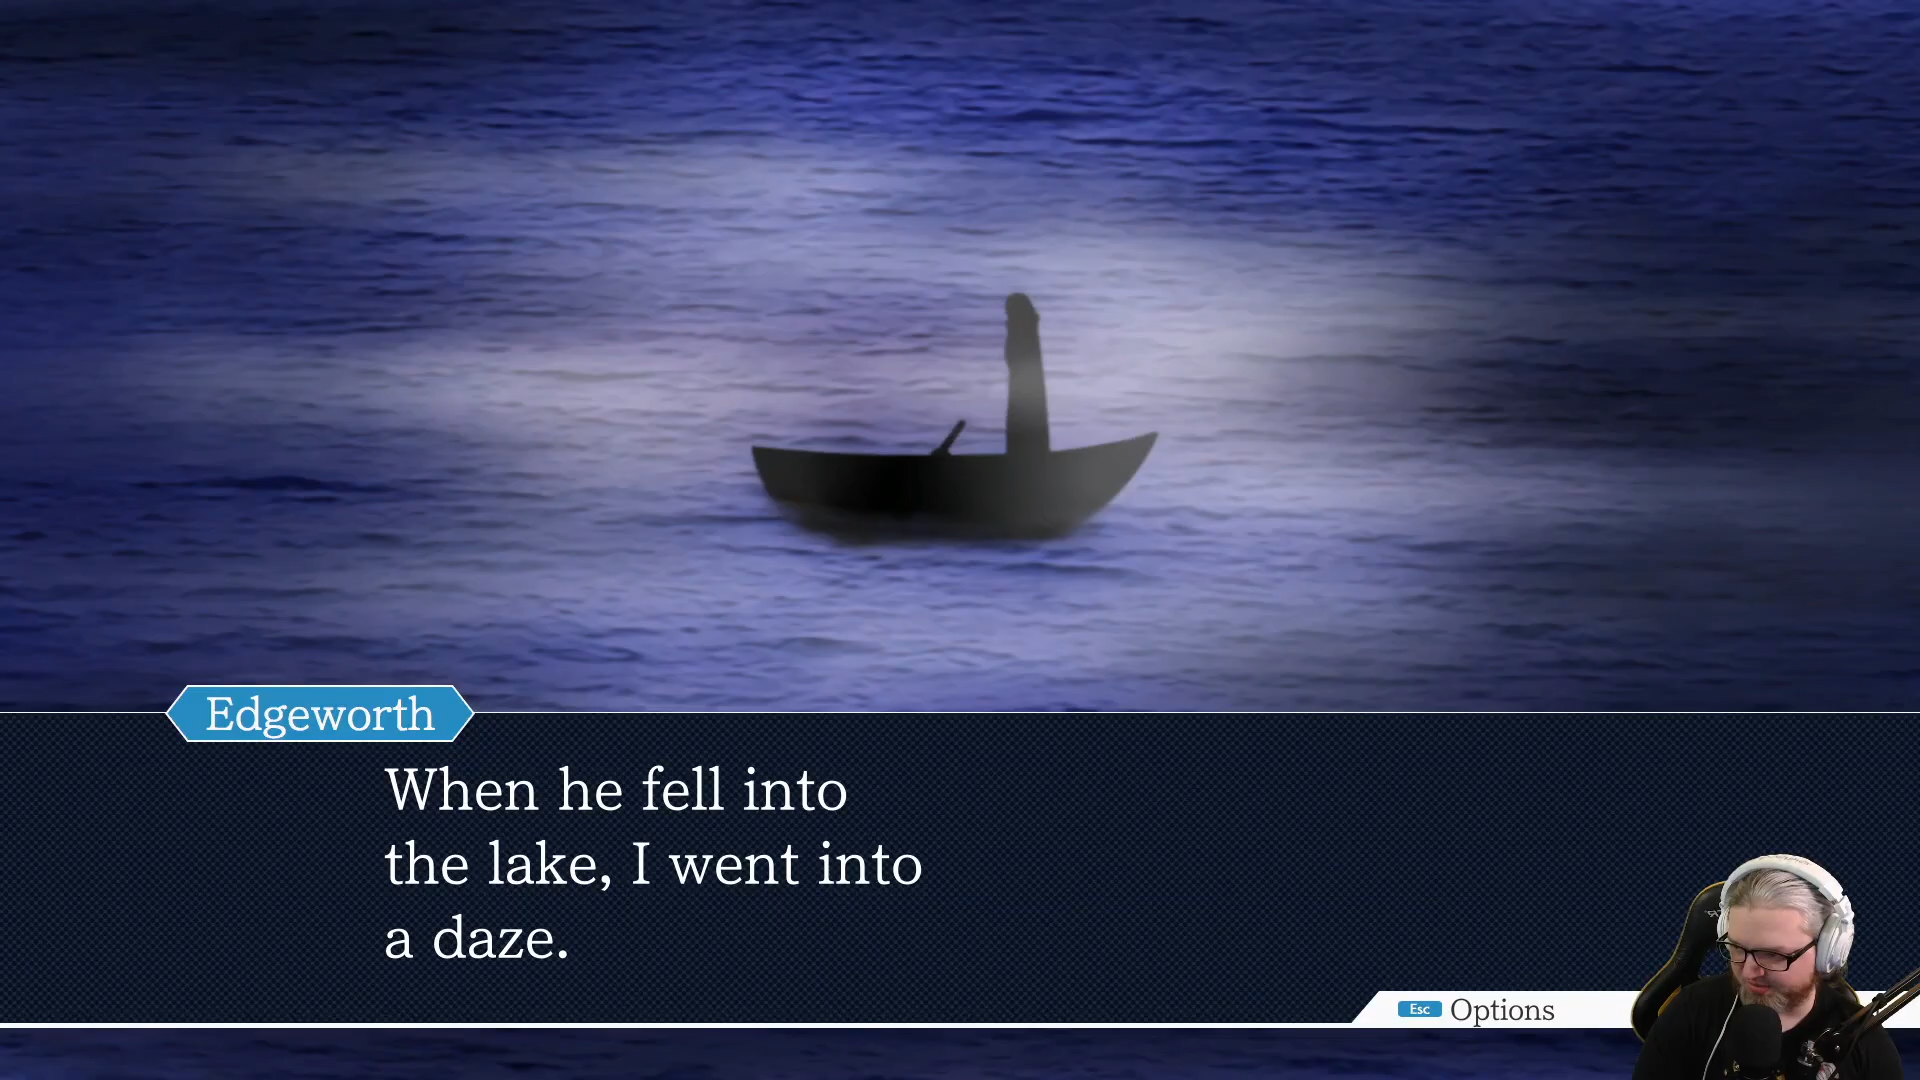 Edgeworth
When he fell into
the lake, I went into
a daze.
Esc Options